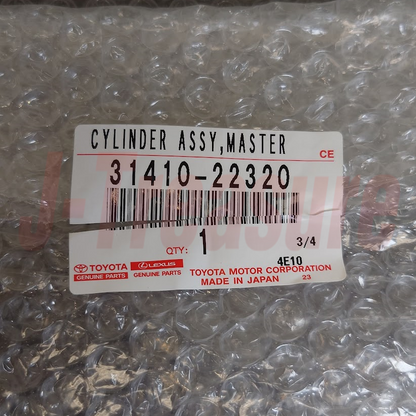 CYLINDER ASSY,MASTER
CE
31410-22320
QTY: 1
3/4
4E10
TOYOTA LEXUS
GENUINE PARTS GENUINE PARTS
TOYOTA MOTOR CORPORATION
MADE IN JAPAN 23
J-Treasure